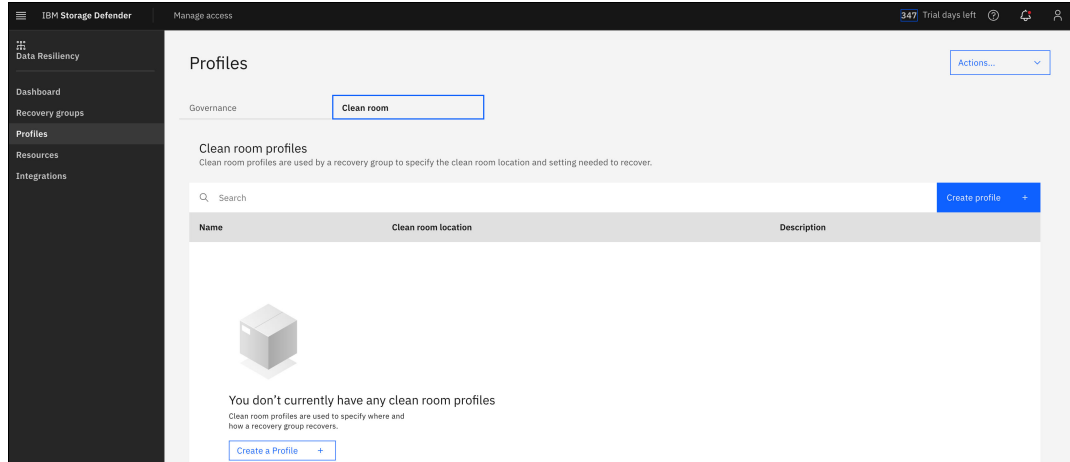 IBM Storage Defender
Manage access
347 Trial days left
Data Resiliency
Dashboard
Recovery groups
Profiles
Resources
Integrations
Profiles
Actions...
Governance
Clean room
Clean room profiles
Clean room profiles are used by a recovery group to specify the clean room location and setting needed to recover.
Search
Create profile +
Name
Clean room location
Description
You don't currently have any clean room profiles
Clean room profiles are used to specify where and
how a recovery group recovers.
Create a Profile +